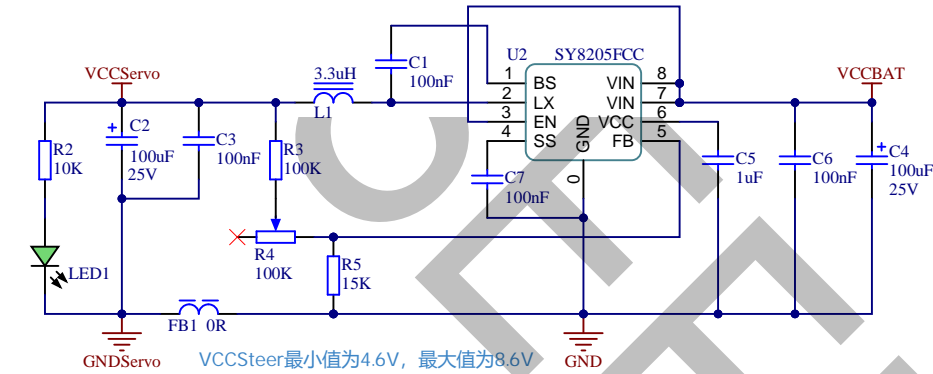 U2 SY8205FCC
VCCServo
3.3uH
C1
100nF
VCCBAT
1 BS VIN 8
2 LX VIN 7
3 EN VCC 6
4 SS GND FB 5
0
L1
+ C2
100uF
25V
C3
100nF
R2
10K
R3
100K
C7
100nF
C5
1uF
C6
100nF
+ C4
100uF
25V
R4
100K
R5
15K
LED1
FB1 0R
GNDServo
VCCSteer最小值为4.6V，最大值为8.6V
GND